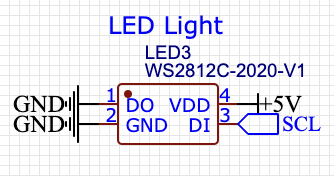 LED Light
LED3
WS2812C-2020-V1
GND 1 DO VDD 4 +5V
GND 2 GND DI 3 SCL